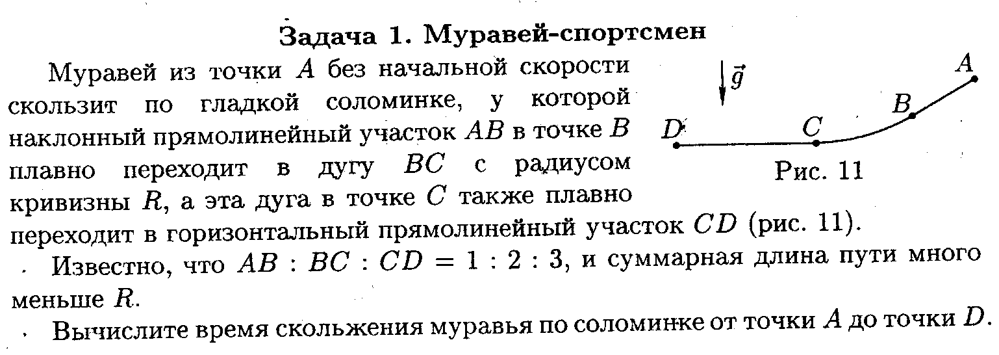 Задача 1. Муравей-спортсмен
Муравей из точки A без начальной скорости
скользит по гладкой соломинке, у которой
наклонный прямолинейный участок AB в точке B
плавно переходит в дугу BC с радиусом
кривизны R, а эта дуга в точке C также плавно
переходит в горизонтальный прямолинейный участок CD (рис. 11).
Известно, что AB : BC : CD = 1 : 2 : 3, и суммарная длина пути много
меньше R.
Вычислите время скольжения муравья по соломинке от точки A до точки D.
g⃗
A
B
C
D
Рис. 11